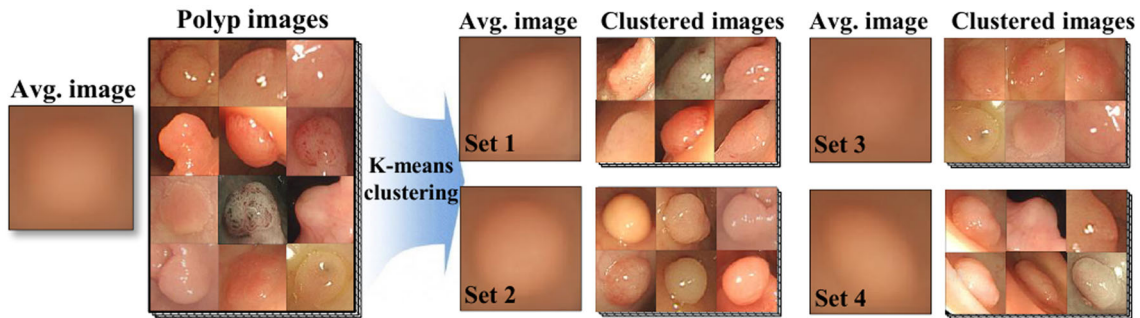 Polyp images
Avg. image
Avg. image
Clustered images
Avg. image
Clustered images
Set 1
Set 3
K-means
clustering
Set 2
Set 4